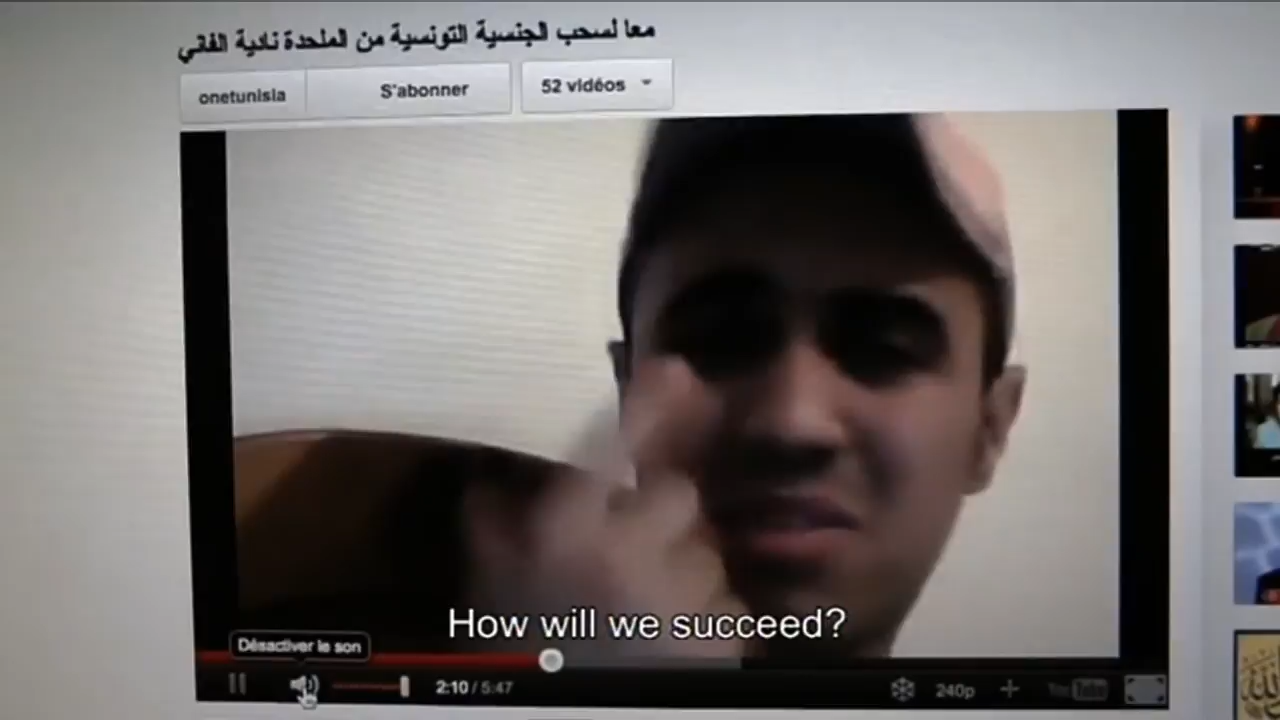 معا لسحب الجنسية التونسية من الملحدة نادية الفاني
onetunisia S'abonner 52 vidéos
How will we succeed?
Désactiver le son
2:10 / 5:47 240p YouTube